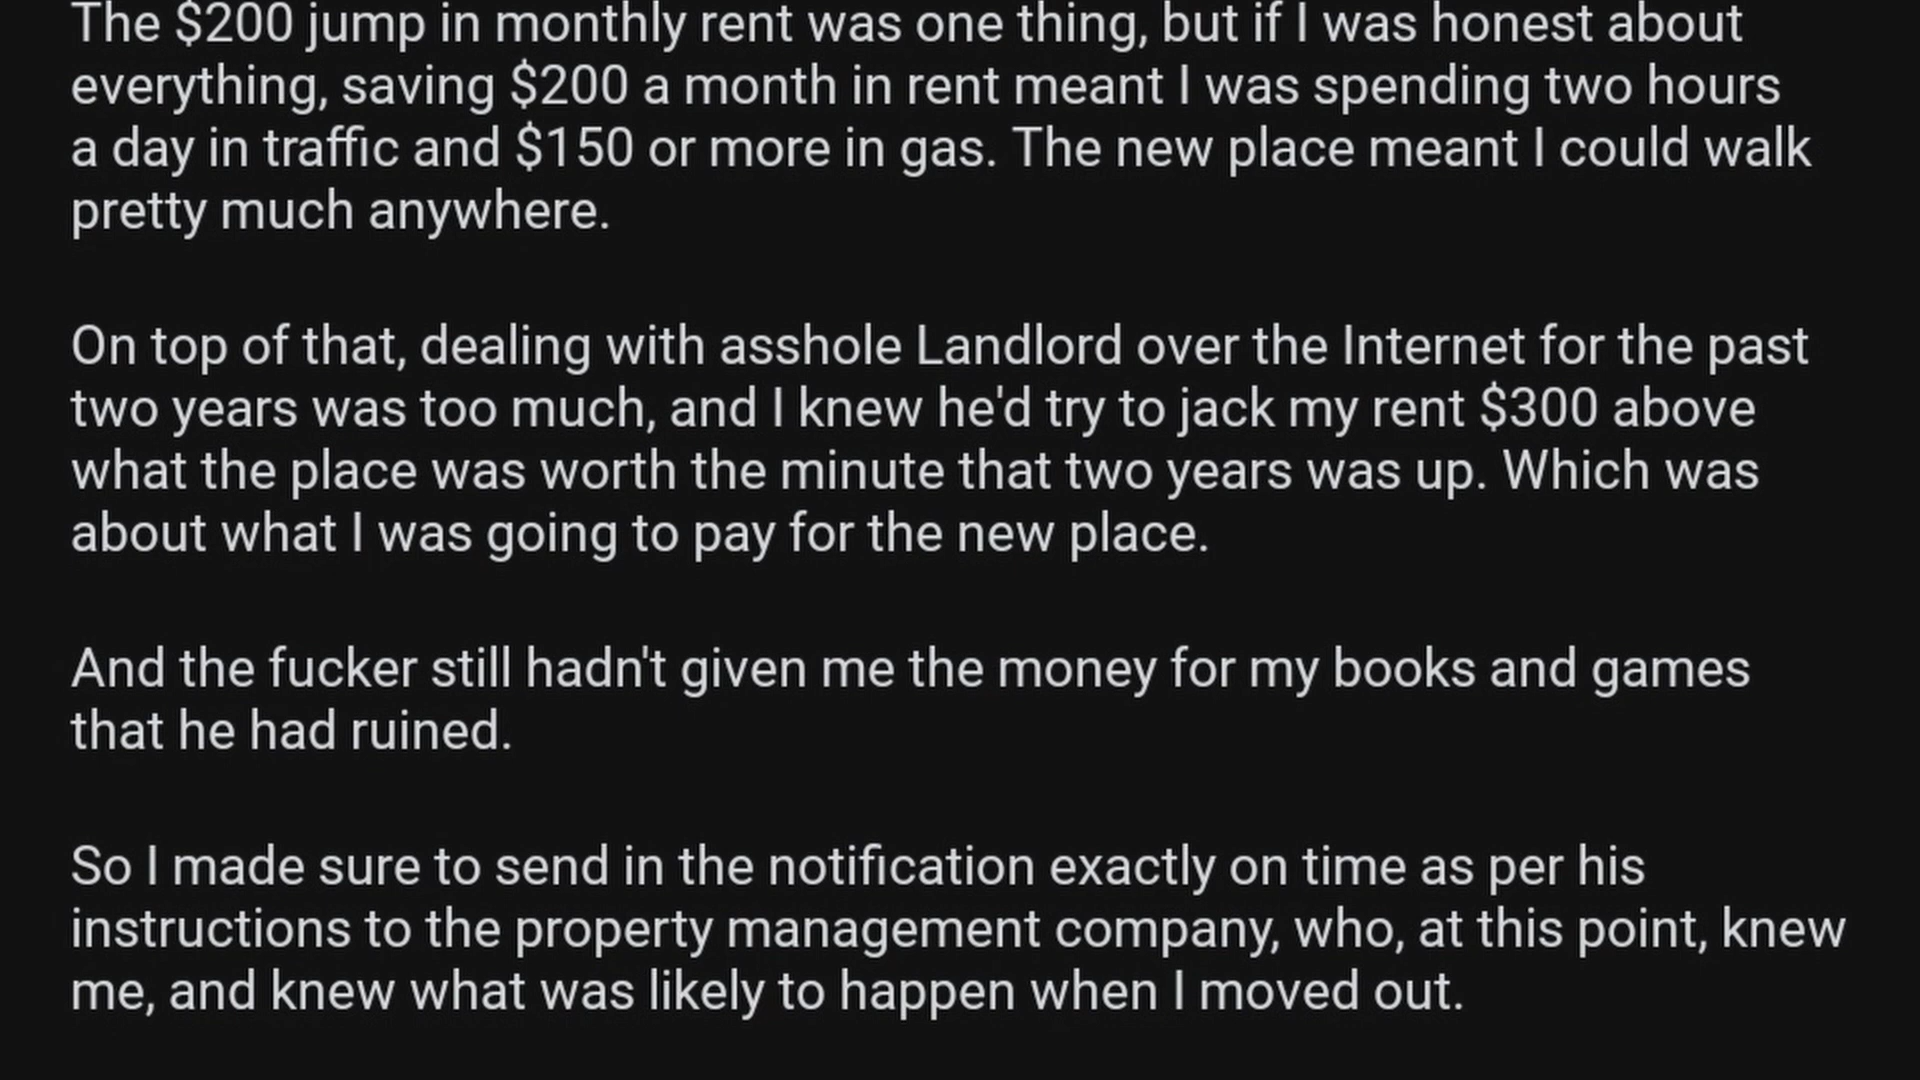 The $200 jump in monthly rent was one thing, but if I was honest about
everything, saving $200 a month in rent meant I was spending two hours
a day in traffic and $150 or more in gas. The new place meant I could walk
pretty much anywhere.
On top of that, dealing with asshole Landlord over the Internet for the past
two years was too much, and I knew he'd try to jack my rent $300 above
what the place was worth the minute that two years was up. Which was
about what I was going to pay for the new place.
And the fucker still hadn't given me the money for my books and games
that he had ruined.
So I made sure to send in the notification exactly on time as per his
instructions to the property management company, who, at this point, knew
me, and knew what was likely to happen when I moved out.